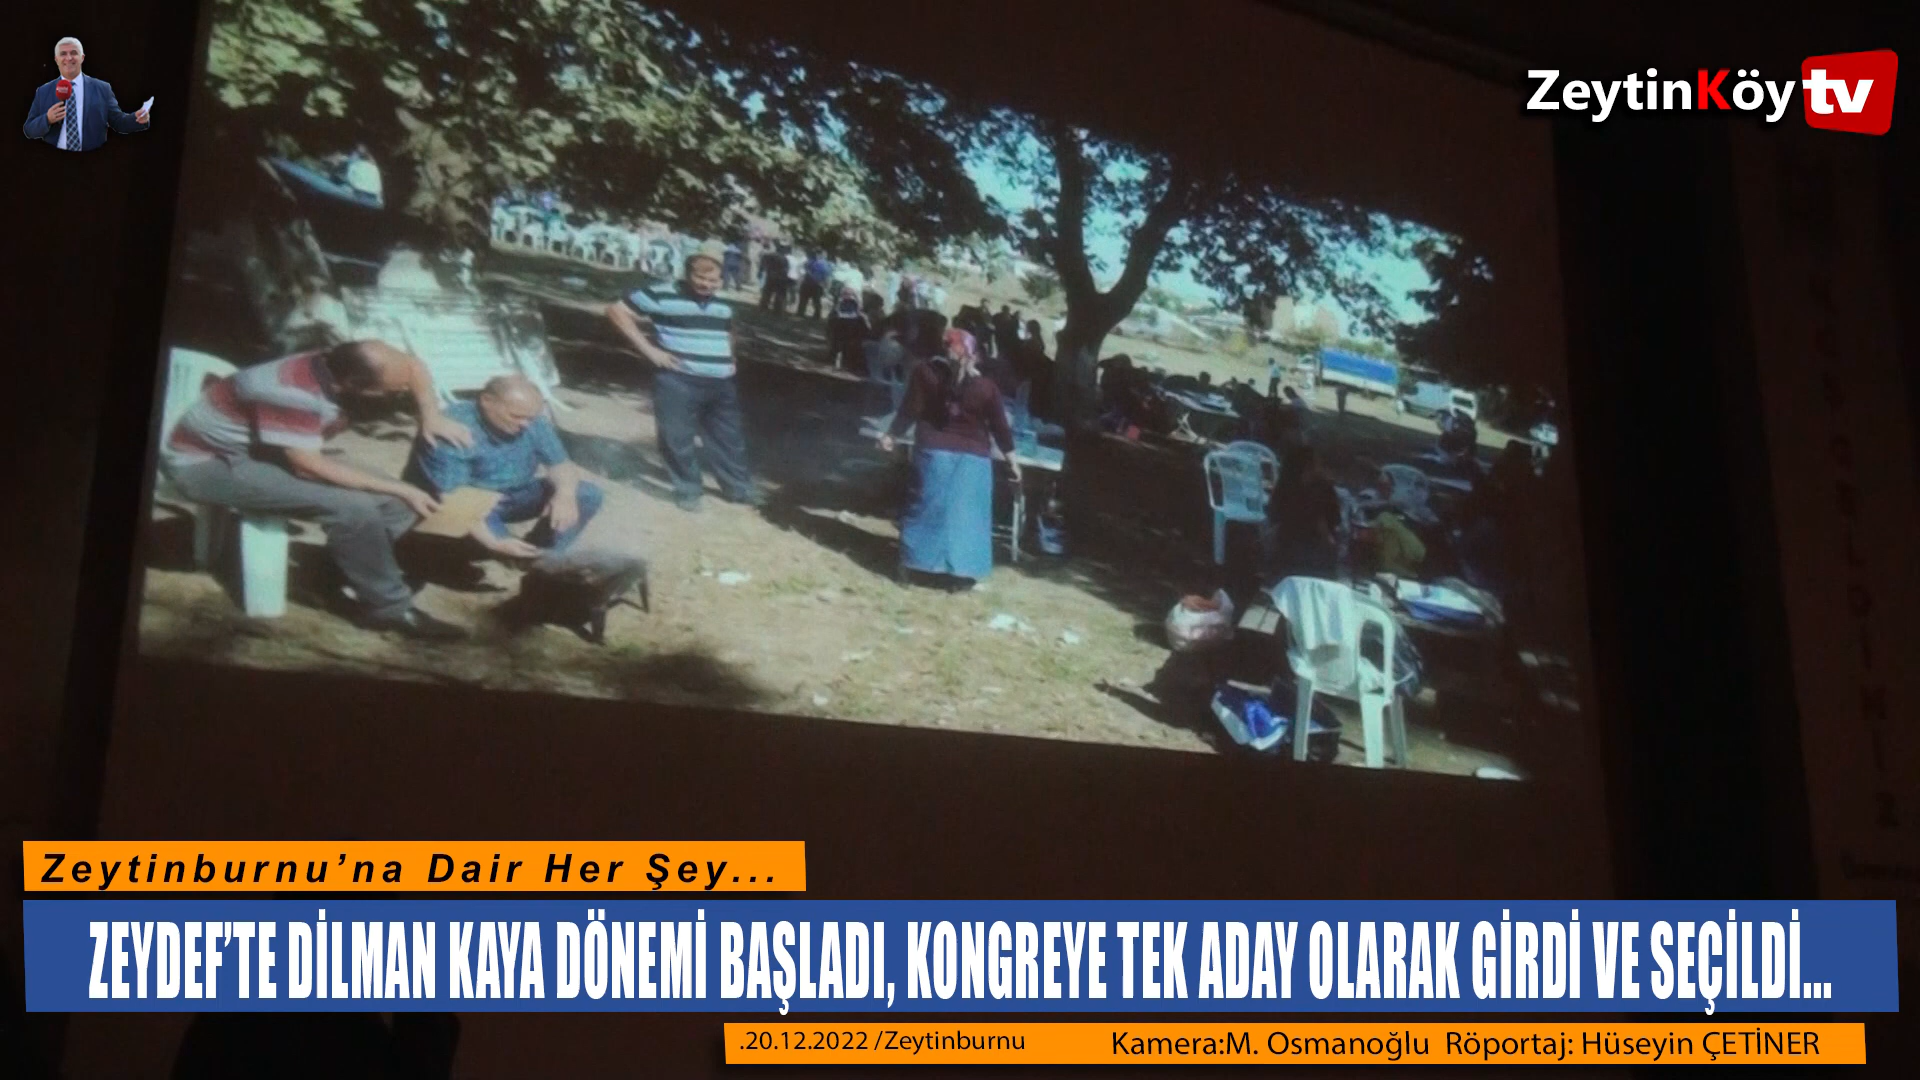 ZeytinKöy tv
Zeytinburnu’na Dair Her Şey...
ZEYDEF’TE DİLMAN KAYA DÖNEMİ BAŞLADI, KONGREYE TEK ADAY OLARAK GİRDİ VE SEÇİLDİ...
.20.12.2022 /Zeytinburnu Kamera:M. Osmanoğlu Röportaj: Hüseyin ÇETİNER